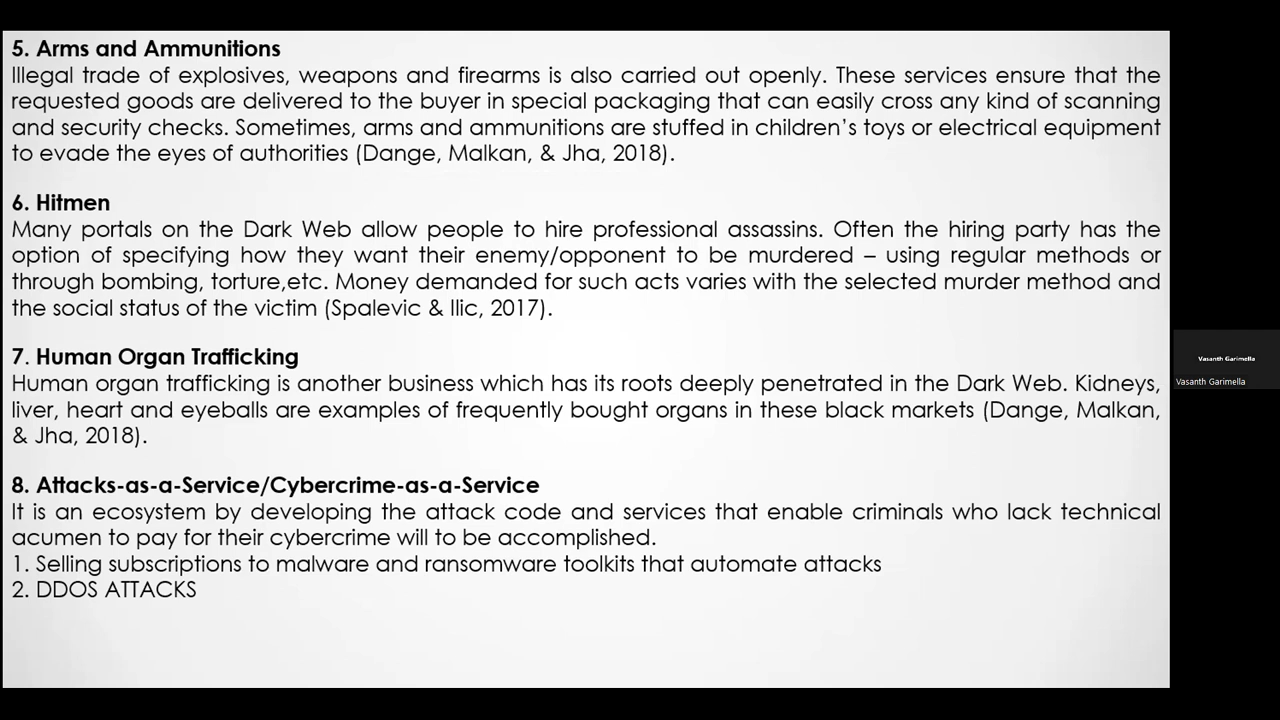 5. Arms and Ammunitions
Illegal trade of explosives, weapons and firearms is also carried out openly. These services ensure that the
requested goods are delivered to the buyer in special packaging that can easily cross any kind of scanning
and security checks. Sometimes, arms and ammunitions are stuffed in children’s toys or electrical equipment
to evade the eyes of authorities (Dange, Malkan, & Jha, 2018).
6. Hitmen
Many portals on the Dark Web allow people to hire professional assassins. Often the hiring party has the
option of specifying how they want their enemy/opponent to be murdered – using regular methods or
through bombing, torture,etc. Money demanded for such acts varies with the selected murder method and
the social status of the victim (Spalevic & Ilic, 2017).
7. Human Organ Trafficking
Human organ trafficking is another business which has its roots deeply penetrated in the Dark Web. Kidneys,
liver, heart and eyeballs are examples of frequently bought organs in these black markets (Dange, Malkan,
& Jha, 2018).
8. Attacks-as-a-Service/Cybercrime-as-a-Service
It is an ecosystem by developing the attack code and services that enable criminals who lack technical
acumen to pay for their cybercrime will to be accomplished.
1. Selling subscriptions to malware and ransomware toolkits that automate attacks
2. DDOS ATTACKS
Vasanth Garimella
Vasanth Garimella